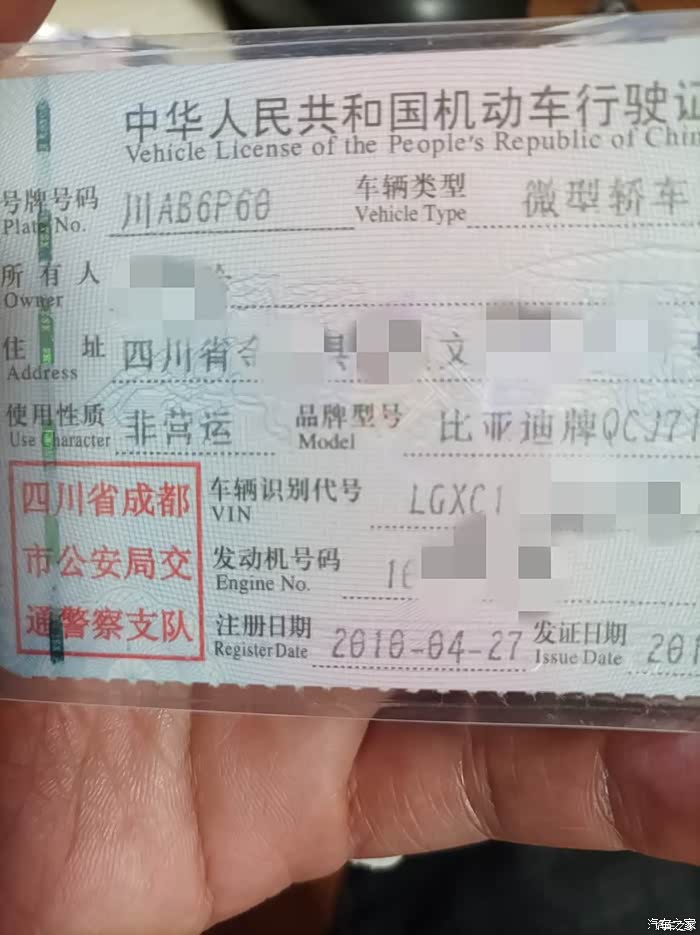 中华人民共和国机动车行驶证
Vehicle License of the People's Republic of Chin
号牌号码 川AB6P60 车辆类型 微型轿车
Plate No. Vehicle Type
所有人
Owner
住址 四川省 县 文
Address
使用性质 非营运 品牌型号 比亚迪牌QCJ71
Use Character Model
四川省成都
市公安局交
通警察支队
车辆识别代号 LGXC1
VIN
发动机号码 16
Engine No.
注册日期 2010-04-27 发证日期 201
Register Date Issue Date
汽车之家